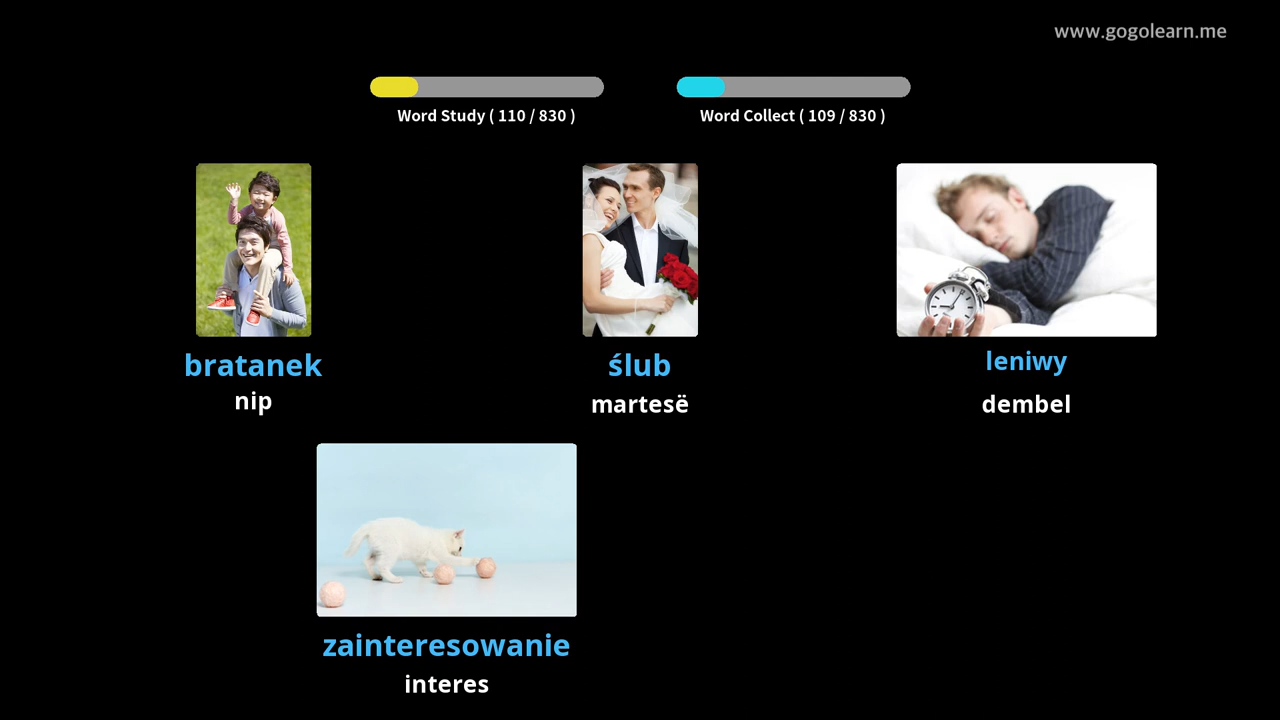 www.gogolearn.me
Word Study ( 110 / 830 )
Word Collect ( 109 / 830 )
bratanek
nip
ślub
martesë
leniwy
dembel
zainteresowanie
interes